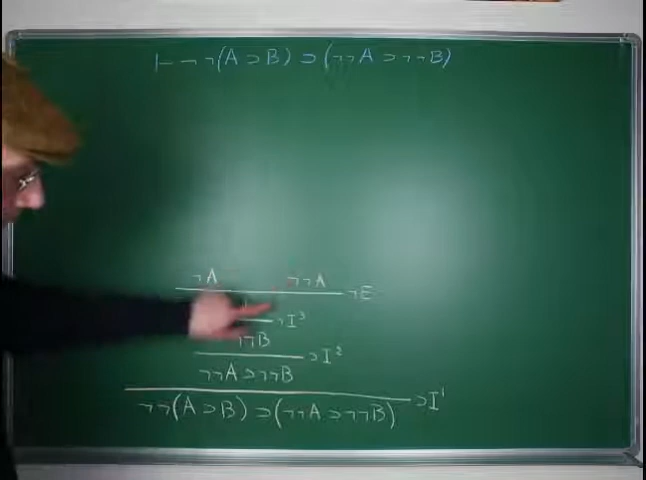 ⊢ ¬¬(A ⊃ B) ⊃ (¬¬A ⊃ ¬¬B)
¬A ¬¬A
¬E
¬I³
¬¬B
⊃I²
¬¬A ⊃ ¬¬B
⊃I¹
¬¬(A ⊃ B) ⊃ (¬¬A ⊃ ¬¬B)